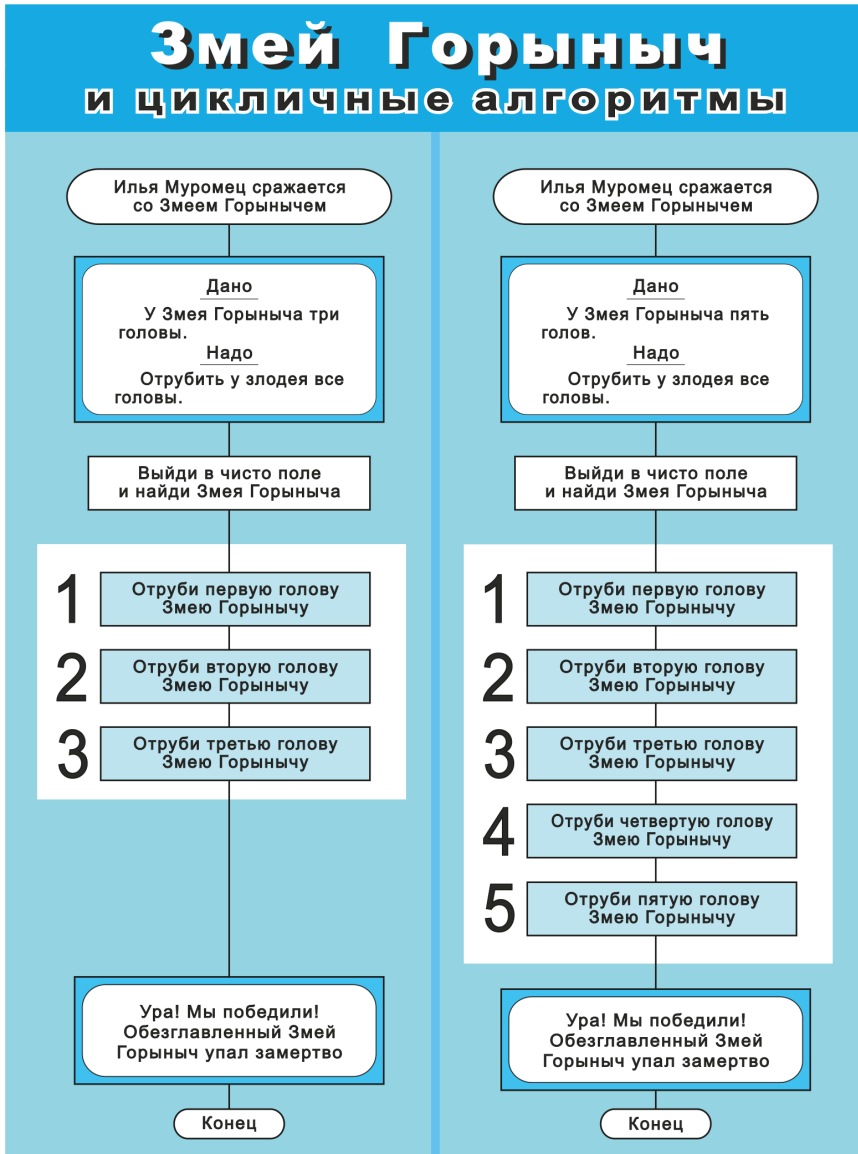 Змей Горыныч
и цикличные алгоритмы
Илья Муромец сражается
со Змеем Горынычем
Дано
У Змея Горыныча три
головы.
Надо
Отрубить у злодея все
головы.
Выйди в чисто поле
и найди Змея Горыныча
1
Отруби первую голову
Змею Горынычу
2
Отруби вторую голову
Змею Горынычу
3
Отруби третью голову
Змею Горынычу
Ура! Мы победили!
Обезглавленный Змей
Горыныч упал замертво
Конец
Илья Муромец сражается
со Змеем Горынычем
Дано
У Змея Горыныча пять
голов.
Надо
Отрубить у злодея все
головы.
Выйди в чисто поле
и найди Змея Горыныча
1
Отруби первую голову
Змею Горынычу
2
Отруби вторую голову
Змею Горынычу
3
Отруби третью голову
Змею Горынычу
4
Отруби четвертую голову
Змею Горынычу
5
Отруби пятую голову
Змею Горынычу
Ура! Мы победили!
Обезглавленный Змей
Горыныч упал замертво
Конец